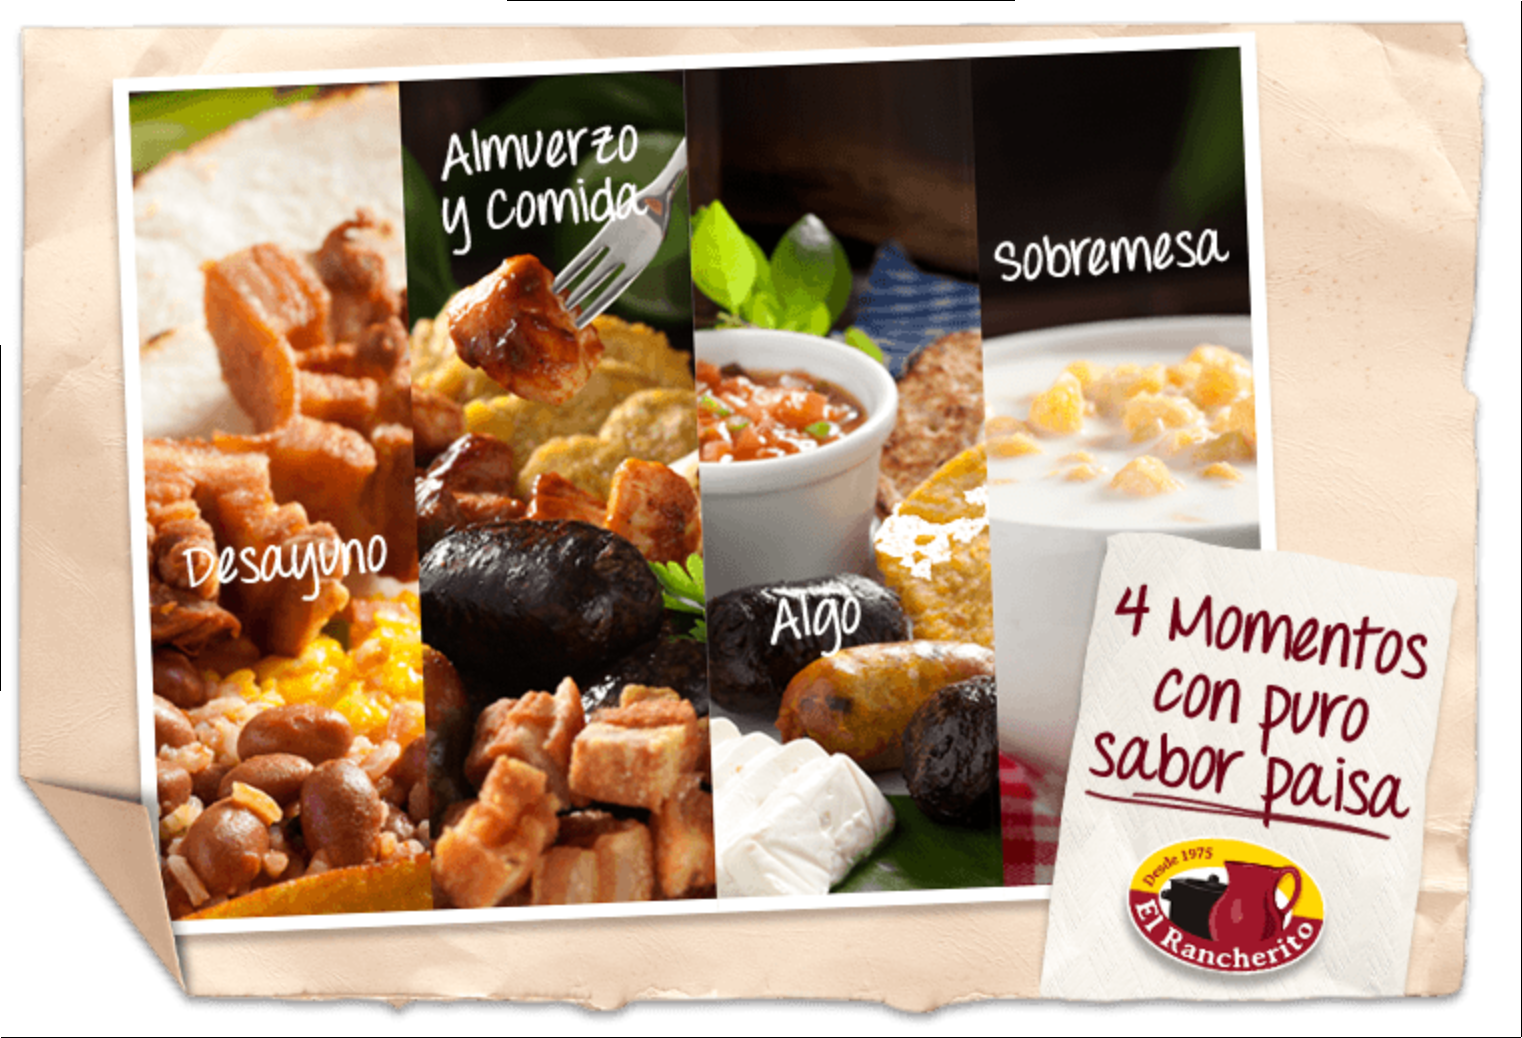 Almuerzo
y Comida
Sobremesa
Desayuno
Algo
4 Momentos
con puro
sabor paisa
Desde 1975
El Rancherito